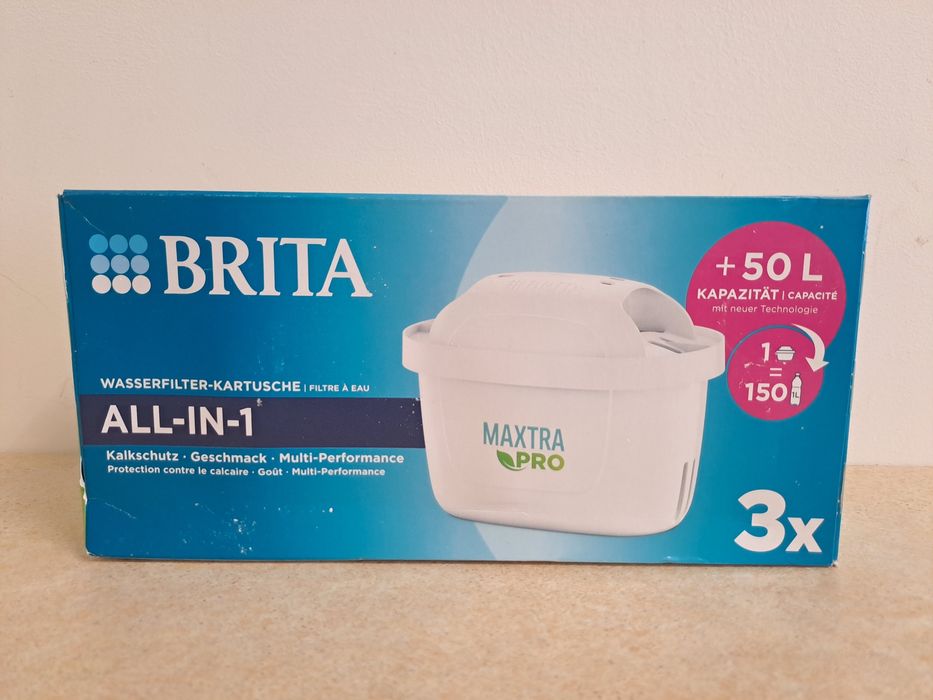 BRITA
WASSERFILTER-KARTUSCHE | FILTRE À EAU
ALL-IN-1
Kalkschutz · Geschmack · Multi-Performance
Protection contre le calcaire · Goût · Multi-Performance
MAXTRA
PRO
+ 50 L
KAPAZITÄT | CAPACITÉ
mit neuer Technologie
1
=
150 1L
3x